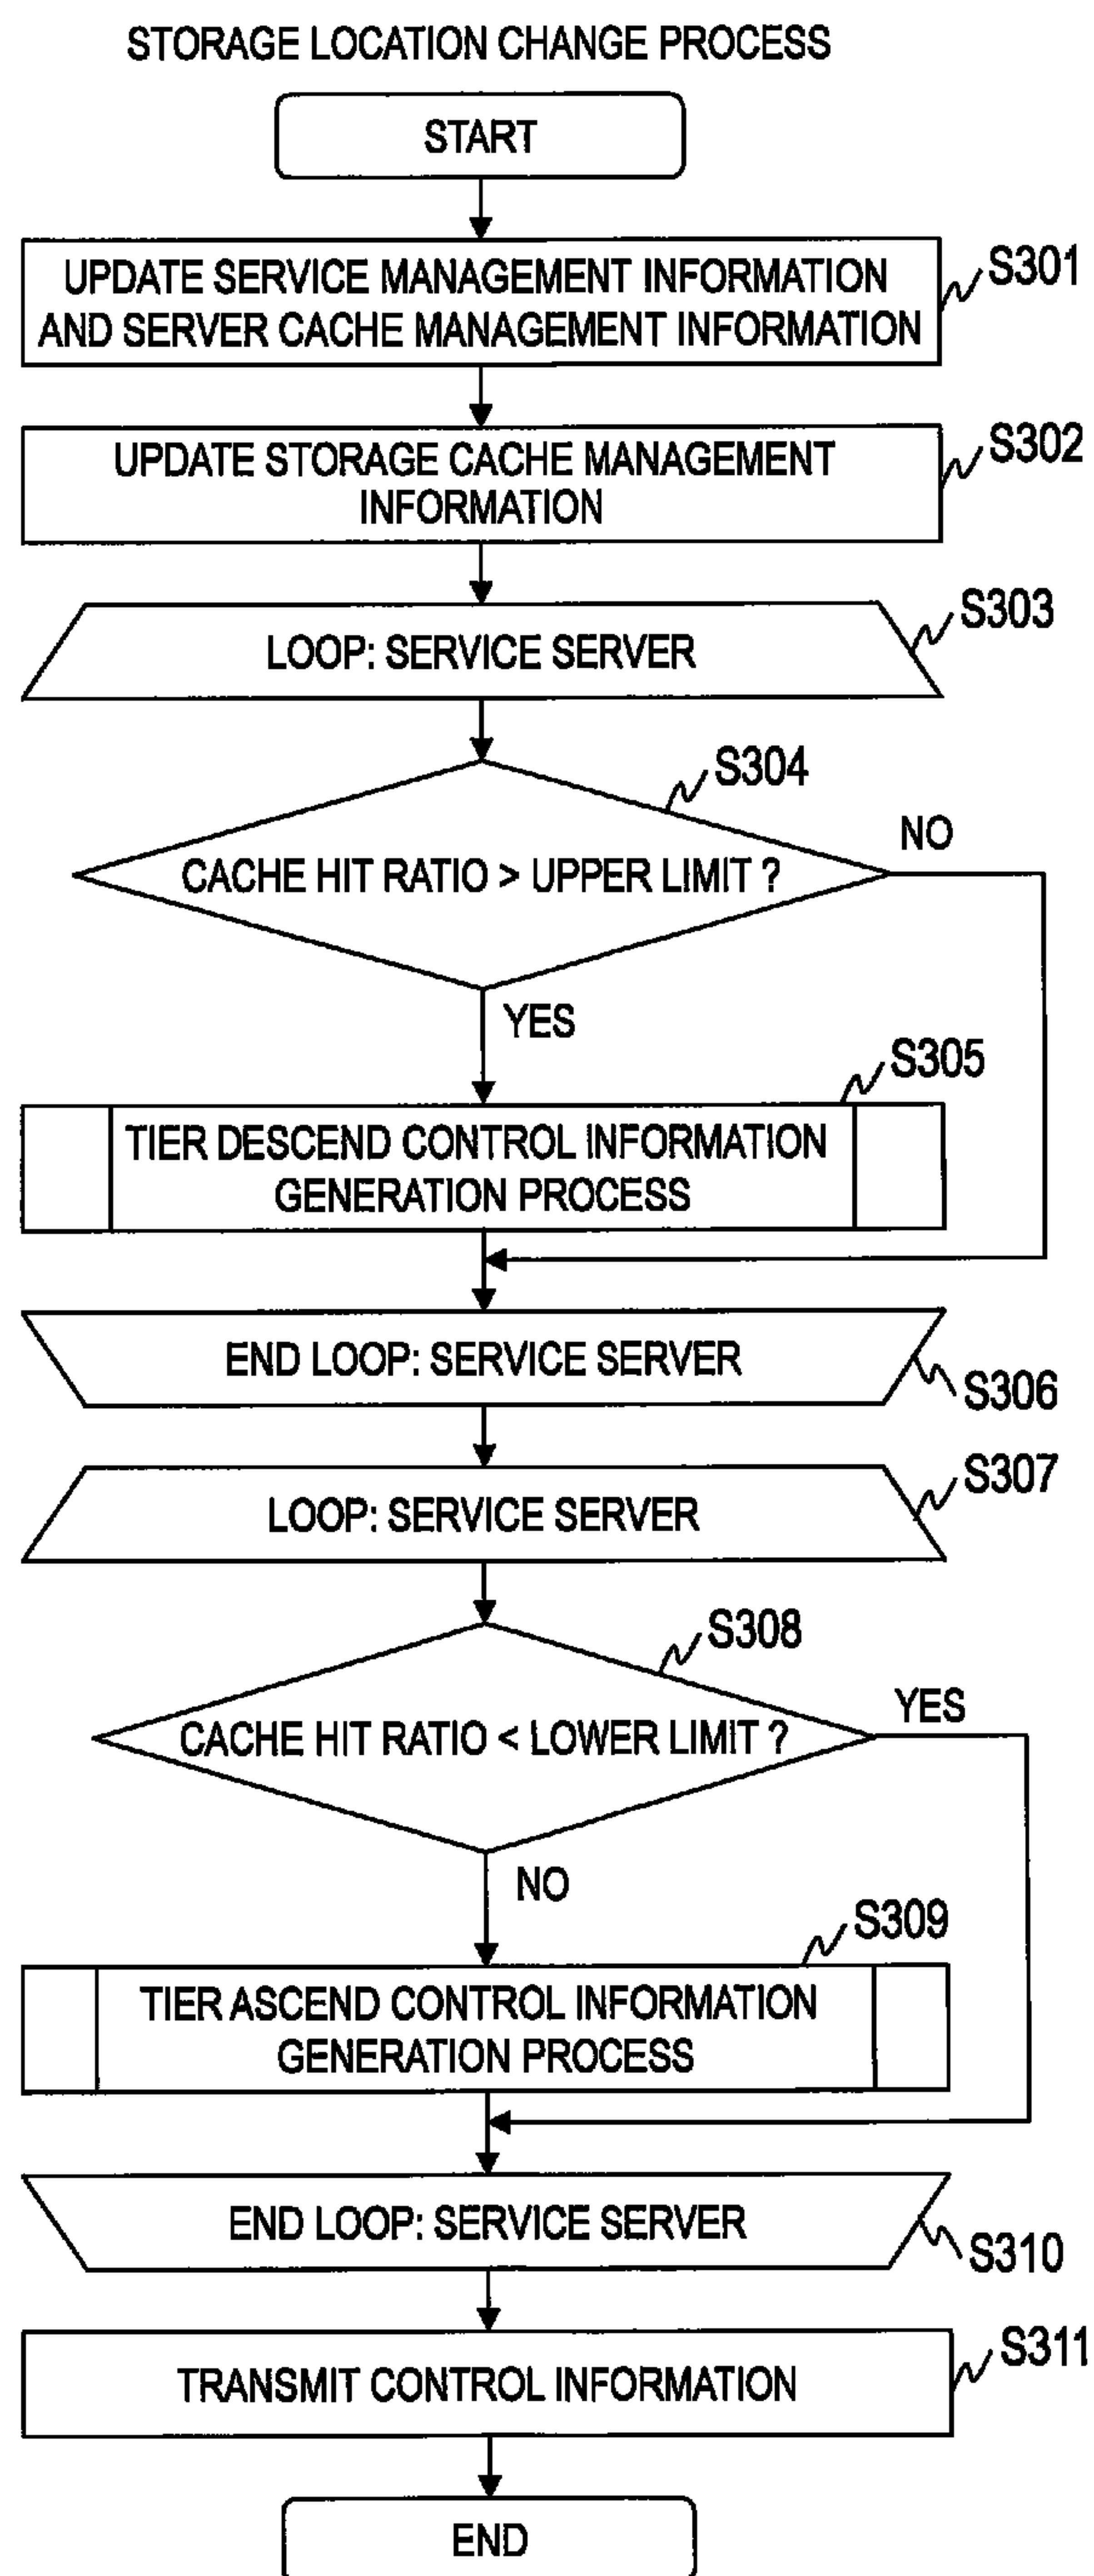 STORAGE LOCATION CHANGE PROCESS
START
UPDATE SERVICE MANAGEMENT INFORMATION
AND SERVER CACHE MANAGEMENT INFORMATION
S301
UPDATE STORAGE CACHE MANAGEMENT
INFORMATION
S302
LOOP: SERVICE SERVER
S303
S304
CACHE HIT RATIO > UPPER LIMIT ?
NO
YES
S305
TIER DESCEND CONTROL INFORMATION
GENERATION PROCESS
END LOOP: SERVICE SERVER
S306
LOOP: SERVICE SERVER
S307
S308
CACHE HIT RATIO < LOWER LIMIT ?
YES
NO
S309
TIER ASCEND CONTROL INFORMATION
GENERATION PROCESS
END LOOP: SERVICE SERVER
S310
TRANSMIT CONTROL INFORMATION
S311
END